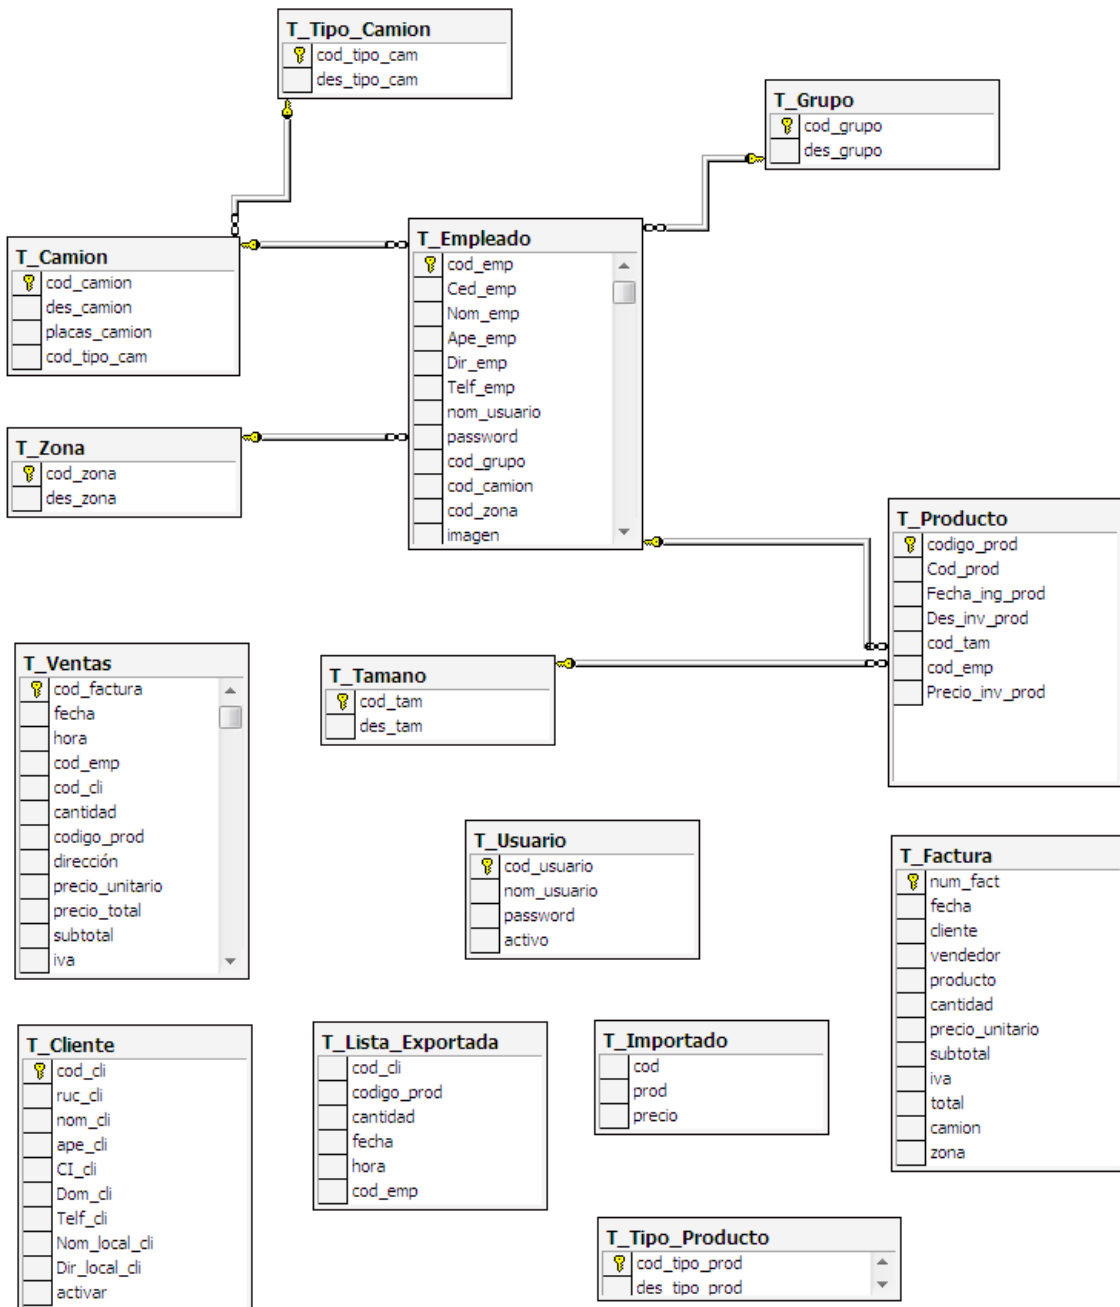 T_Tipo_Camion
cod_tipo_cam
des_tipo_cam
T_Grupo
cod_grupo
des_grupo
T_Camion
cod_camion
des_camion
placas_camion
cod_tipo_cam
T_Empleado
cod_emp
Ced_emp
Nom_emp
Ape_emp
Dir_emp
Telf_emp
nom_usuario
password
cod_grupo
cod_camion
cod_zona
imagen
T_Zona
cod_zona
des_zona
T_Producto
codigo_prod
Cod_prod
Fecha_ing_prod
Des_inv_prod
cod_tam
cod_emp
Precio_inv_prod
T_Ventas
cod_factura
fecha
hora
cod_emp
cod_cli
cantidad
codigo_prod
dirección
precio_unitario
precio_total
subtotal
iva
T_Tamano
cod_tam
des_tam
T_Usuario
cod_usuario
nom_usuario
password
activo
T_Factura
num_fact
fecha
cliente
vendedor
producto
cantidad
precio_unitario
subtotal
iva
total
camion
zona
T_Cliente
cod_cli
ruc_cli
nom_cli
ape_cli
CI_cli
Dom_cli
Telf_cli
Nom_local_cli
Dir_local_cli
activar
T_Lista_Exportada
cod_cli
codigo_prod
cantidad
fecha
hora
cod_emp
T_Importado
cod
prod
precio
T_Tipo_Producto
cod_tipo_prod
des_tipo_prod